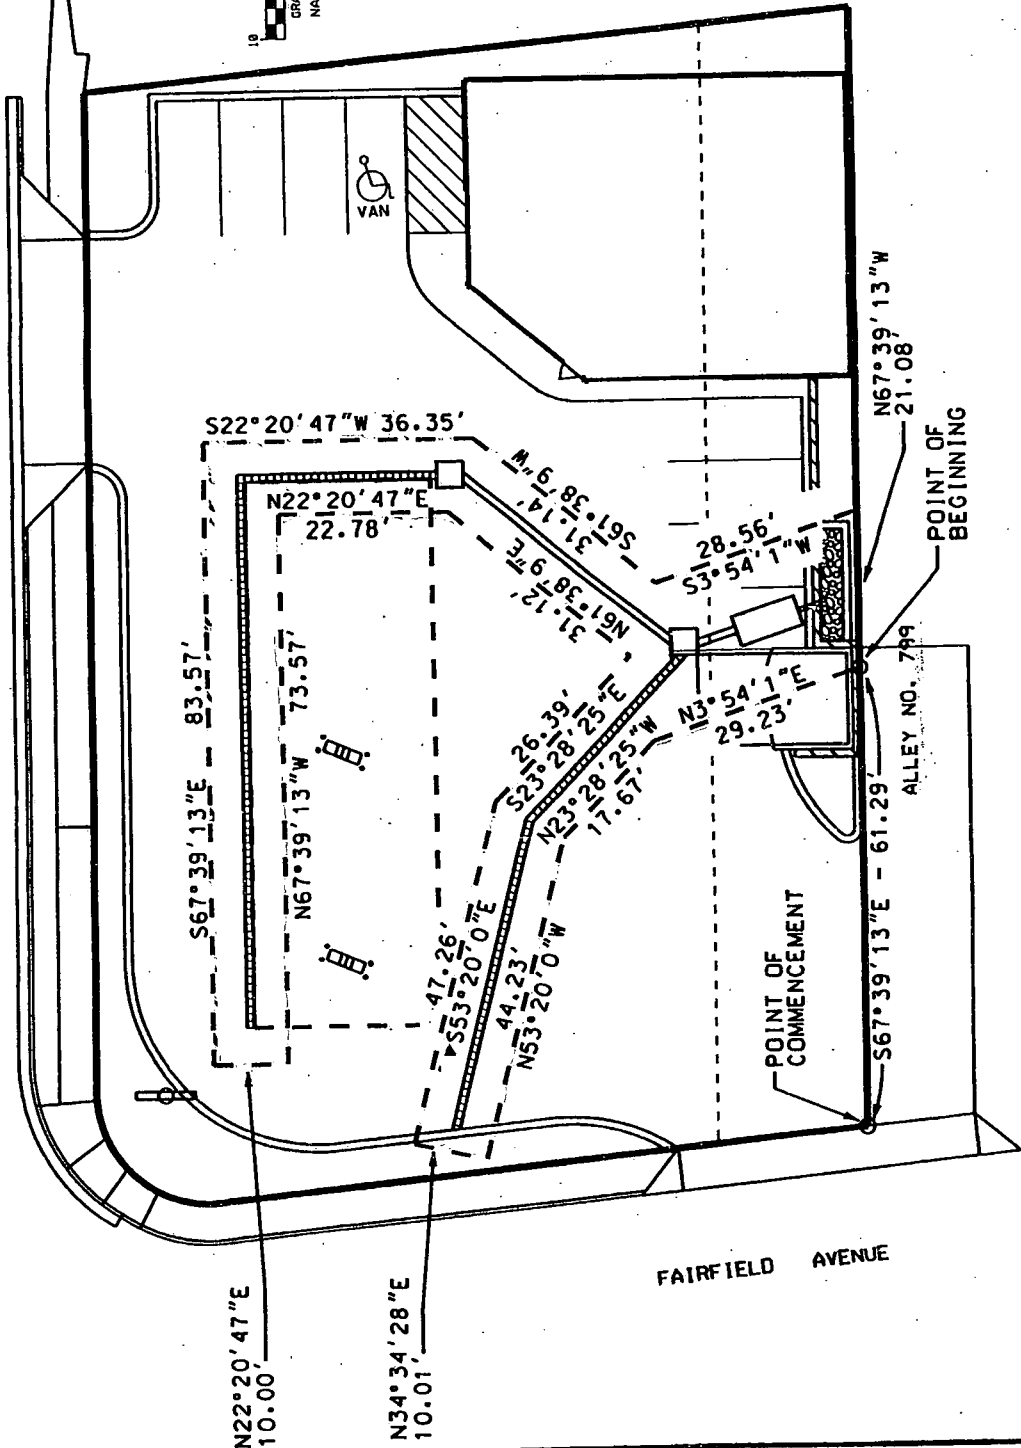 10
GRA
NA
VAN
S22°20'47"W 36.35'
N22°20'47"E
22.78'
S61°38'9"W
31.14'
N61°38'9"E
31.12'
28.56'
S3°54'1"W
N67°39'13"W
21.08'
POINT OF
BEGINNING
S67°39'13"E 83.57'
N67°39'13"W 73.57'
26.39'
S23°28'25"E
N23°28'25"W
17.67'
N3°54'1"E
29.23'
ALLEY NO. 799
47.26'
S53°20'0"E
44.23'
N53°20'0"W
POINT OF
COMMENCEMENT
S67°39'13"E - 61.29'
FAIRFIELD AVENUE
N22°20'47"E
10.00'
N34°34'28"E
10.01'